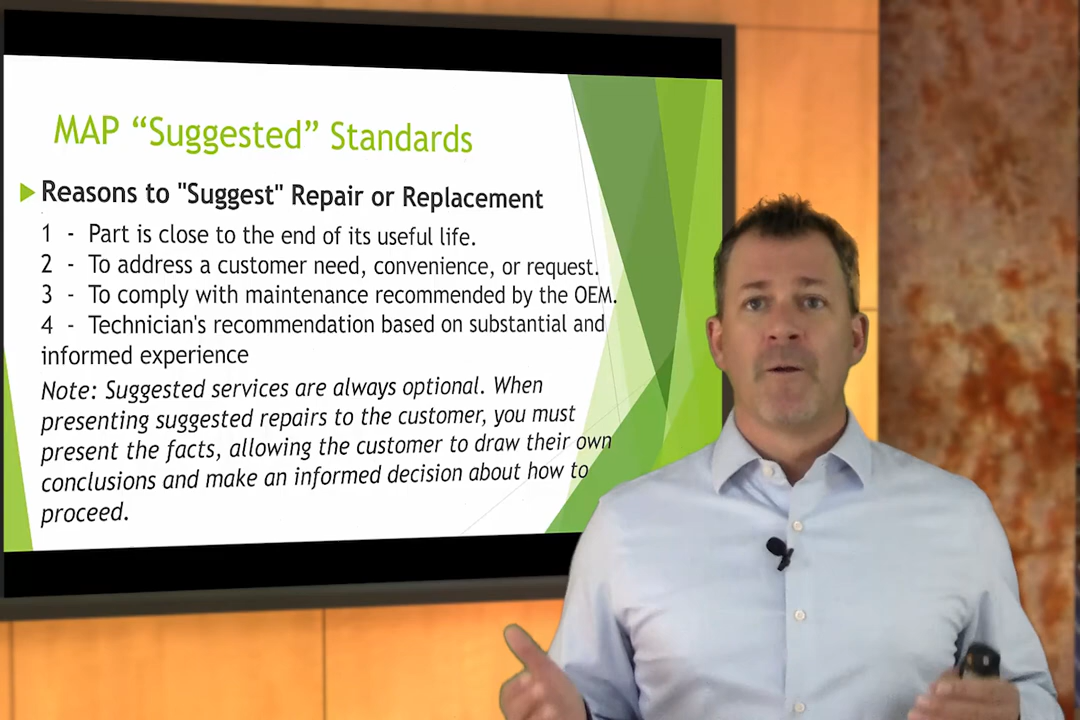 MAP “Suggested” Standards
Reasons to "Suggest" Repair or Replacement
1 - Part is close to the end of its useful life.
2 - To address a customer need, convenience, or request.
3 - To comply with maintenance recommended by the OEM.
4 - Technician's recommendation based on substantial and
informed experience
Note: Suggested services are always optional. When
presenting suggested repairs to the customer, you must
present the facts, allowing the customer to draw their own
conclusions and make an informed decision about how to
proceed.